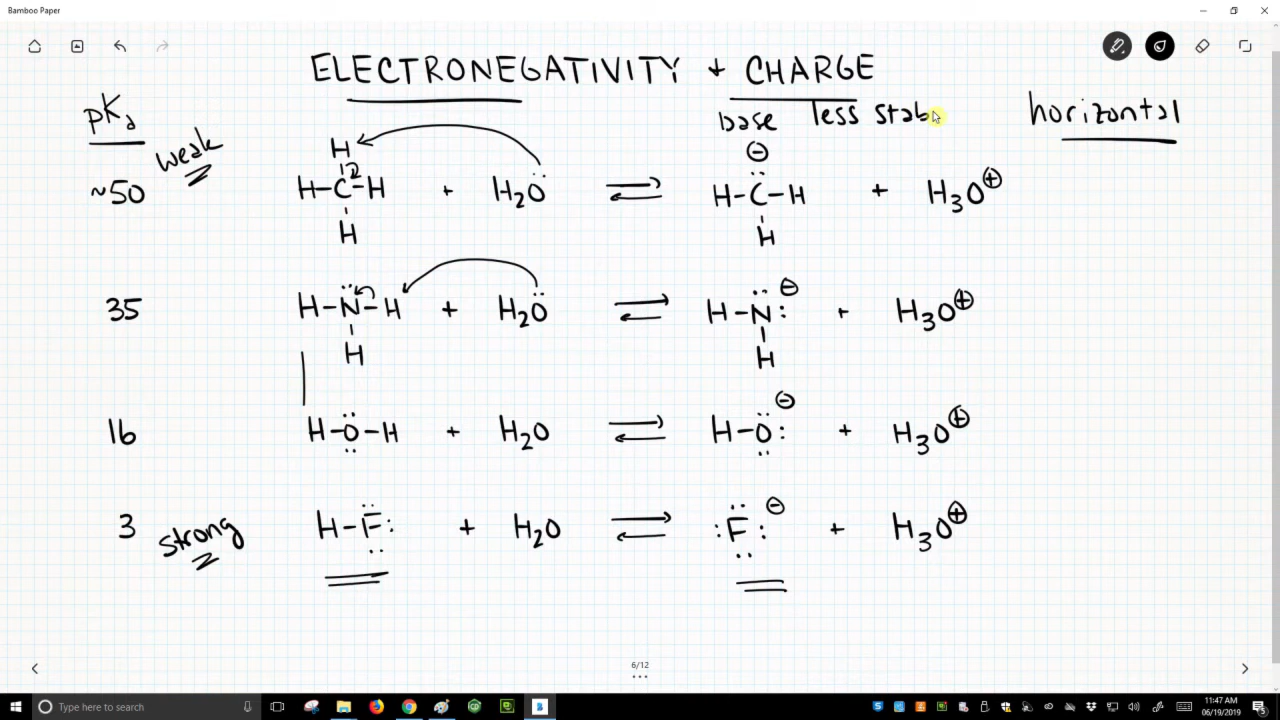 Bamboo Paper
ELECTRONEGATIVITY + CHARGE
pKa
weak
base less stab
horizontal
~50
H
H-C-H + H2O ⇌ H-C-H + H3O⊕
H H
⊖
35
H-N-H + H2O ⇌ H-N: ⊖ + H3O⊕
H H
16
H-O-H + H2O ⇌ H-O: ⊖ + H3O⊕
3
strong
H-F: + H2O ⇌ :F: ⊖ + H3O⊕
6/12
Type here to search
11:47 AM
06/19/2019
5